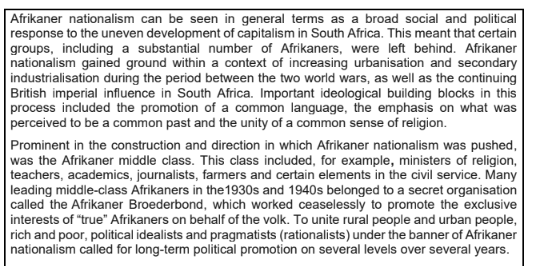 Afrikaner nationalism can be seen in general terms as a broad social and political
response to the uneven development of capitalism in South Africa. This meant that certain
groups, including a substantial number of Afrikaners, were left behind. Afrikaner
nationalism gained ground within a context of increasing urbanisation and secondary
industrialisation during the period between the two world wars, as well as the continuing
British imperial influence in South Africa. Important ideological building blocks in this
process included the promotion of a common language, the emphasis on what was
perceived to be a common past and the unity of a common sense of religion.
Prominent in the construction and direction in which Afrikaner nationalism was pushed,
was the Afrikaner middle class. This class included, for example, ministers of religion,
teachers, academics, journalists, farmers and certain elements in the civil service. Many
leading middle-class Afrikaners in the1930s and 1940s belonged to a secret organisation
called the Afrikaner Broederbond, which worked ceaselessly to promote the exclusive
interests of “true” Afrikaners on behalf of the volk. To unite rural people and urban people,
rich and poor, political idealists and pragmatists (rationalists) under the banner of Afrikaner
nationalism called for long-term political promotion on several levels over several years.